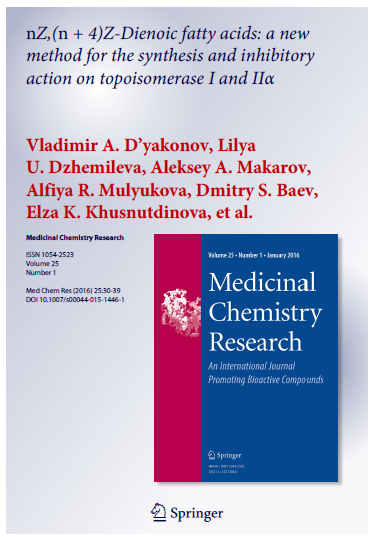 nZ,(n + 4)Z-Dienoic fatty acids: a new
method for the synthesis and inhibitory
action on topoisomerase I and IIα
Vladimir A. D’yakonov, Lilya
U. Dzhemileva, Aleksey A. Makarov,
Alfiya R. Mulyukova, Dmitry S. Baev,
Elza K. Khusnutdinova, et al.
Medicinal Chemistry Research
ISSN 1054-2523
Volume 25
Number 1
Med Chem Res (2016) 25:30-39
DOI 10.1007/s00044-015-1446-1
Volume 25 • Number 1 • January 2016
Medicinal
Chemistry
Research
An International Journal
Promoting Bioactive Compounds
Springer
Springer